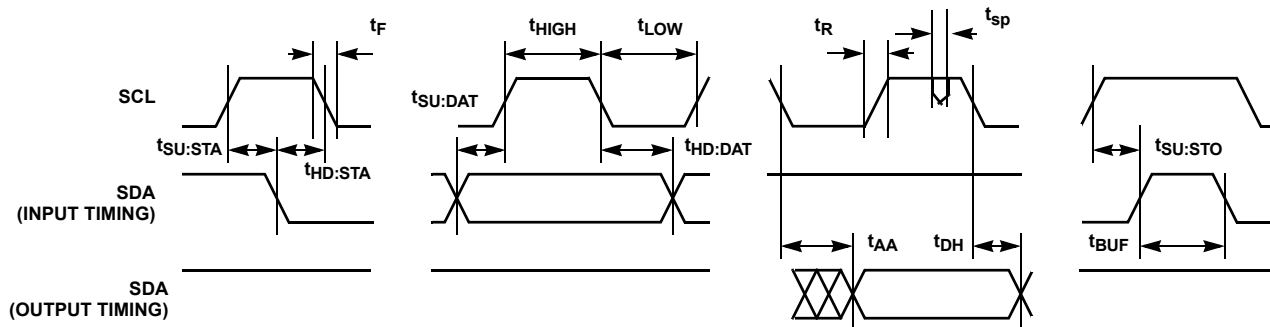 tF
tHIGH
tLOW
tR
tsp
SCL
tSU:DAT
tSU:STA
tHD:STA
tHD:DAT
tSU:STO
SDA
(INPUT TIMING)
tAA
tDH
tBUF
SDA
(OUTPUT TIMING)